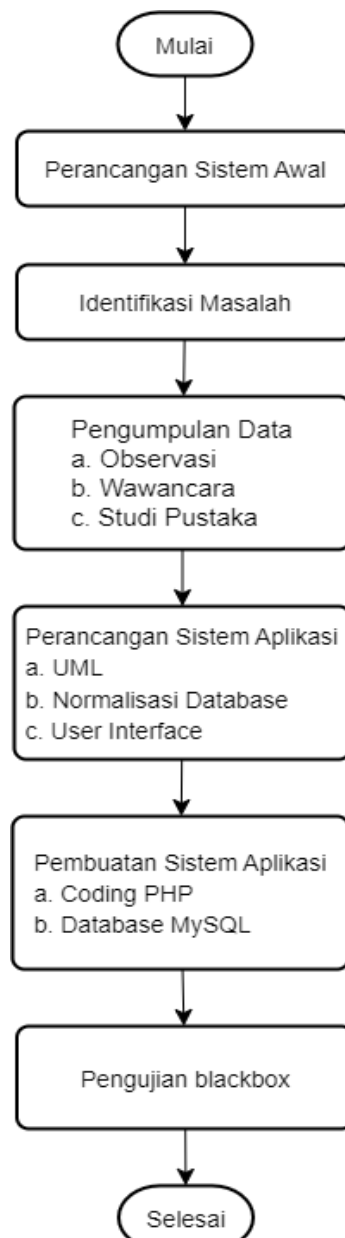 Mulai
Perancangan Sistem Awal
Identifikasi Masalah
Pengumpulan Data
a. Observasi
b. Wawancara
c. Studi Pustaka
Perancangan Sistem Aplikasi
a. UML
b. Normalisasi Database
c. User Interface
Pembuatan Sistem Aplikasi
a. Coding PHP
b. Database MySQL
Pengujian blackbox
Selesai